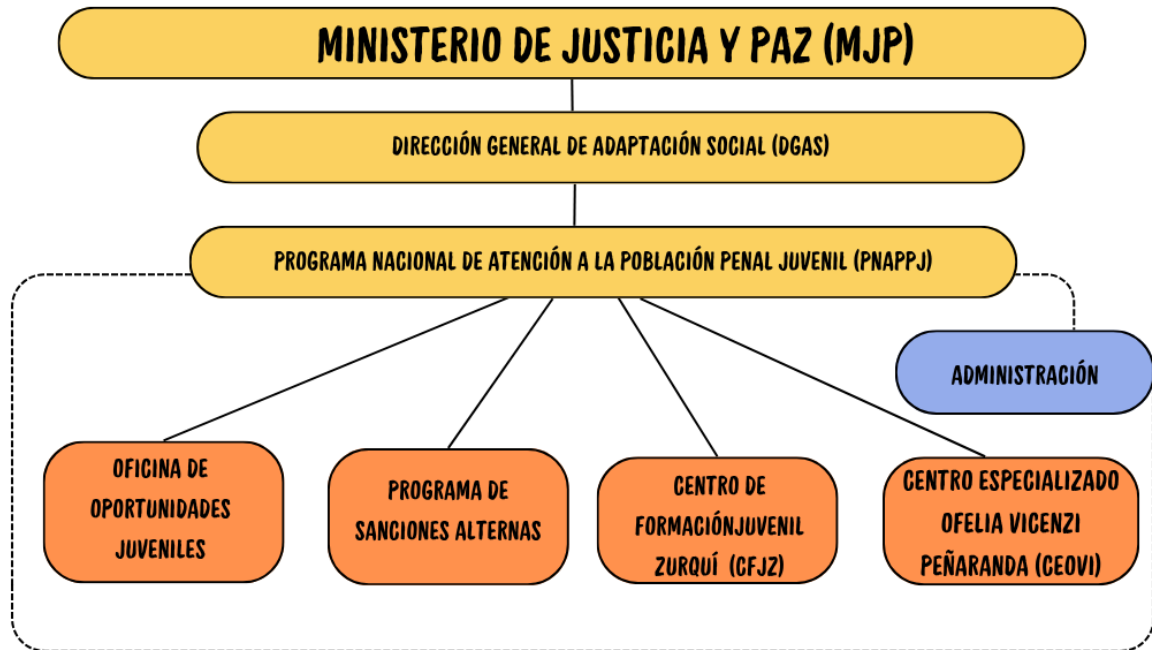 MINISTERIO DE JUSTICIA Y PAZ (MJP)
DIRECCIÓN GENERAL DE ADAPTACIÓN SOCIAL (DGAS)
PROGRAMA NACIONAL DE ATENCIÓN A LA POBLACIÓN PENAL JUVENIL (PNAPPJ)
ADMINISTRACIÓN
OFICINA DE
OPORTUNIDADES
JUVENILES
PROGRAMA DE
SANCIONES ALTERNAS
CENTRO DE
FORMACIÓNJUVENIL
ZURQUÍ (CFJZ)
CENTRO ESPECIALIZADO
OFELIA VICENZI
PEÑARANDA (CEOVI)